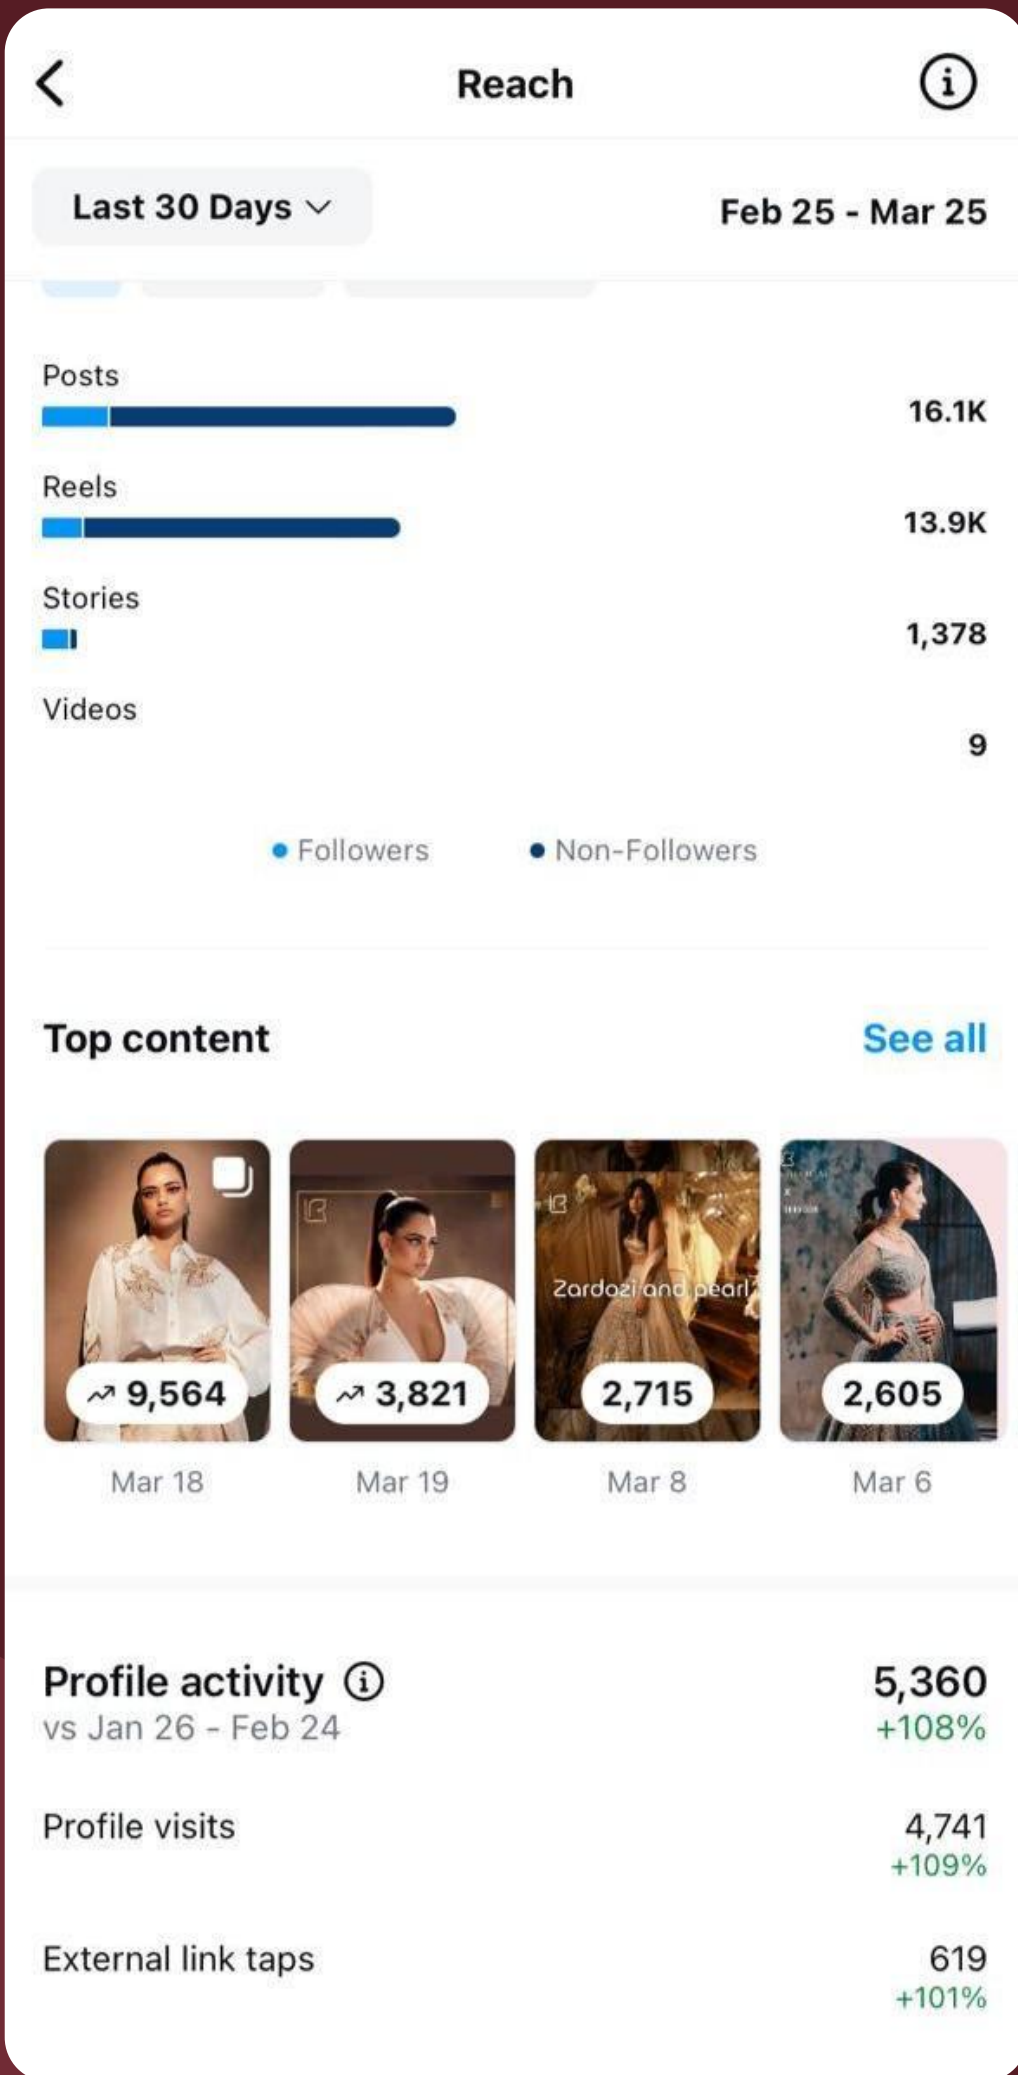 Reach
Last 30 Days
Feb 25 - Mar 25
Posts
16.1K
Reels
13.9K
Stories
1,378
Videos
9
Followers
Non-Followers
Top content
See all
Zardozi and pearl
9,564
3,821
2,715
2,605
Mar 18
Mar 19
Mar 8
Mar 6
Profile activity
5,360
vs Jan 26 - Feb 24
+108%
Profile visits
4,741
+109%
External link taps
619
+101%